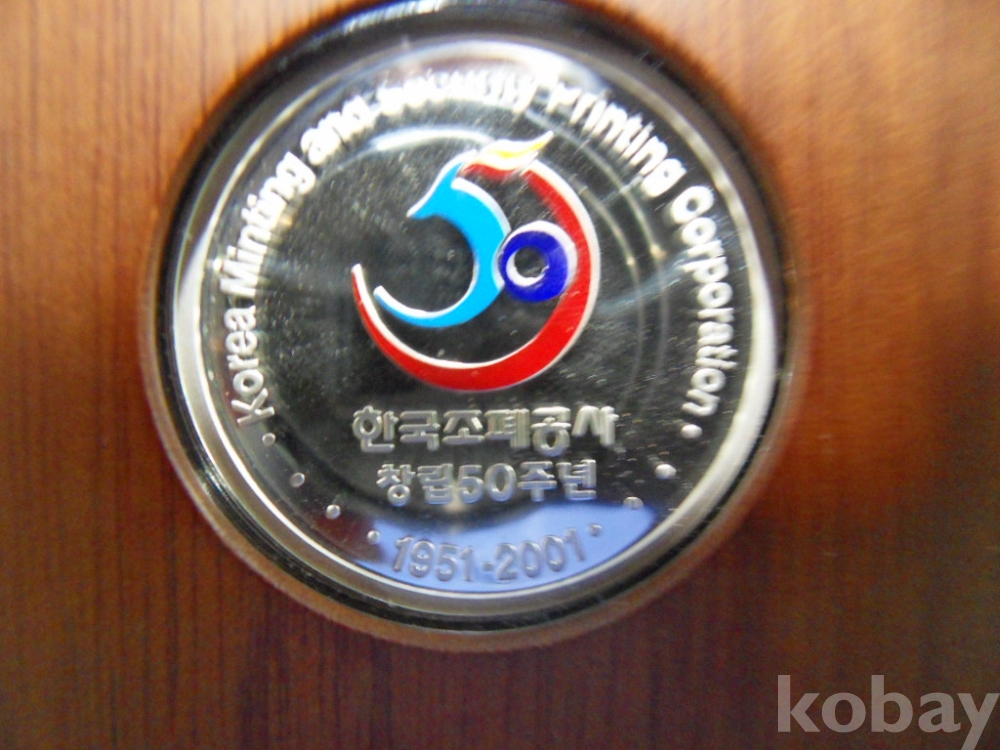 · Korea Minting and Security Printing Corporation ·
한국조폐공사
창립50주년
· 1951-2001 ·
kobay